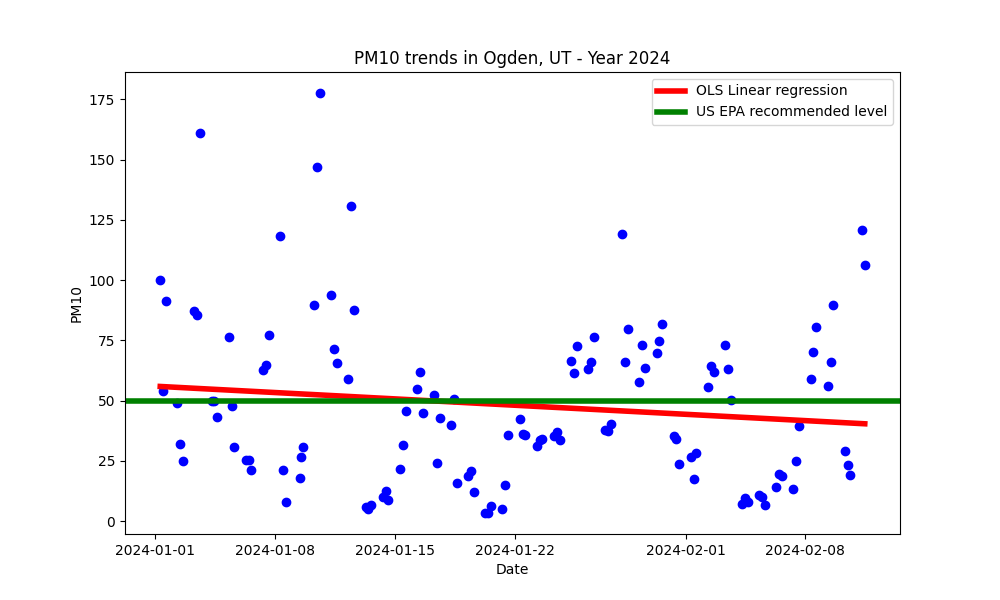 PM10 trends in Ogden, UT - Year 2024
OLS Linear regression
US EPA recommended level
PM10
175
150
125
100
75
50
25
0
2024-01-01
2024-01-08
2024-01-15
2024-01-22
2024-02-01
2024-02-08
Date